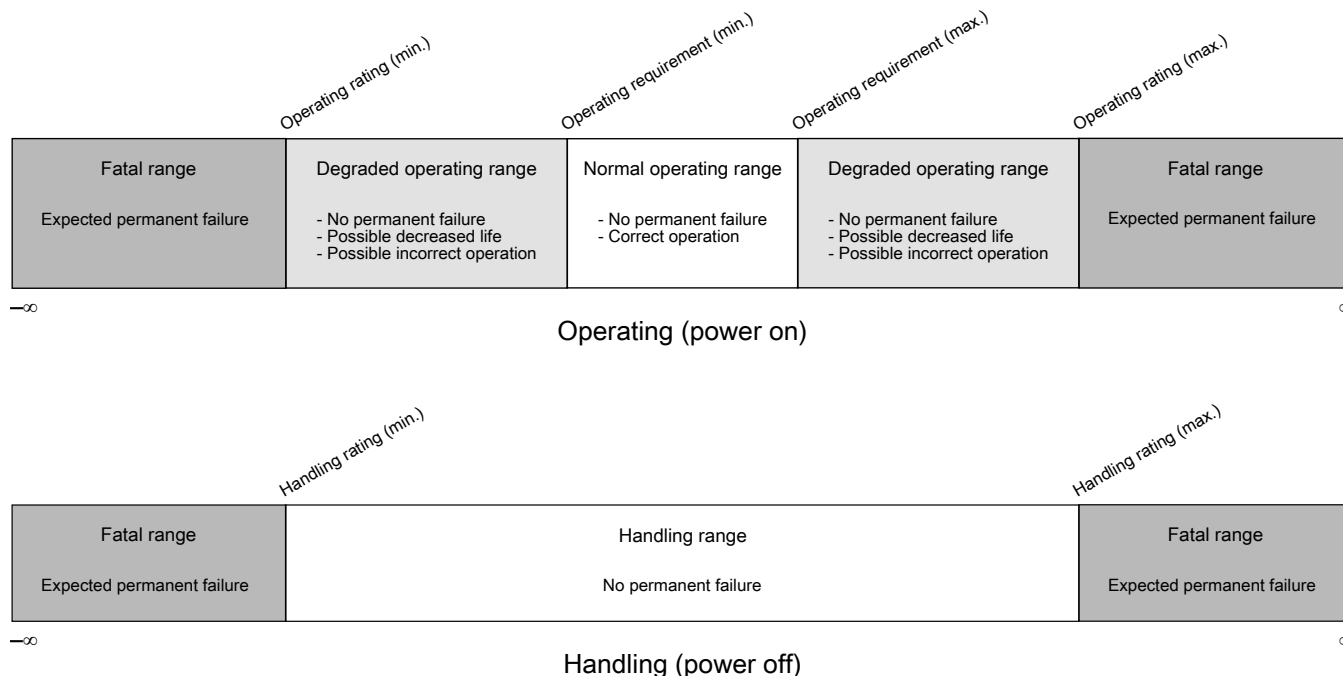 Operating rating (min.)
Operating requirement (min.)
Operating requirement (max.)
Operating rating (max.)
Fatal range
Degraded operating range
Normal operating range
Degraded operating range
Fatal range
Expected permanent failure
- No permanent failure
- Possible decreased life
- Possible incorrect operation
- No permanent failure
- Correct operation
- No permanent failure
- Possible decreased life
- Possible incorrect operation
Expected permanent failure
–∞
Operating (power on)
Handling rating (min.)
Handling rating (max.)
Fatal range
Handling range
Fatal range
Expected permanent failure
No permanent failure
Expected permanent failure
–∞
Handling (power off)